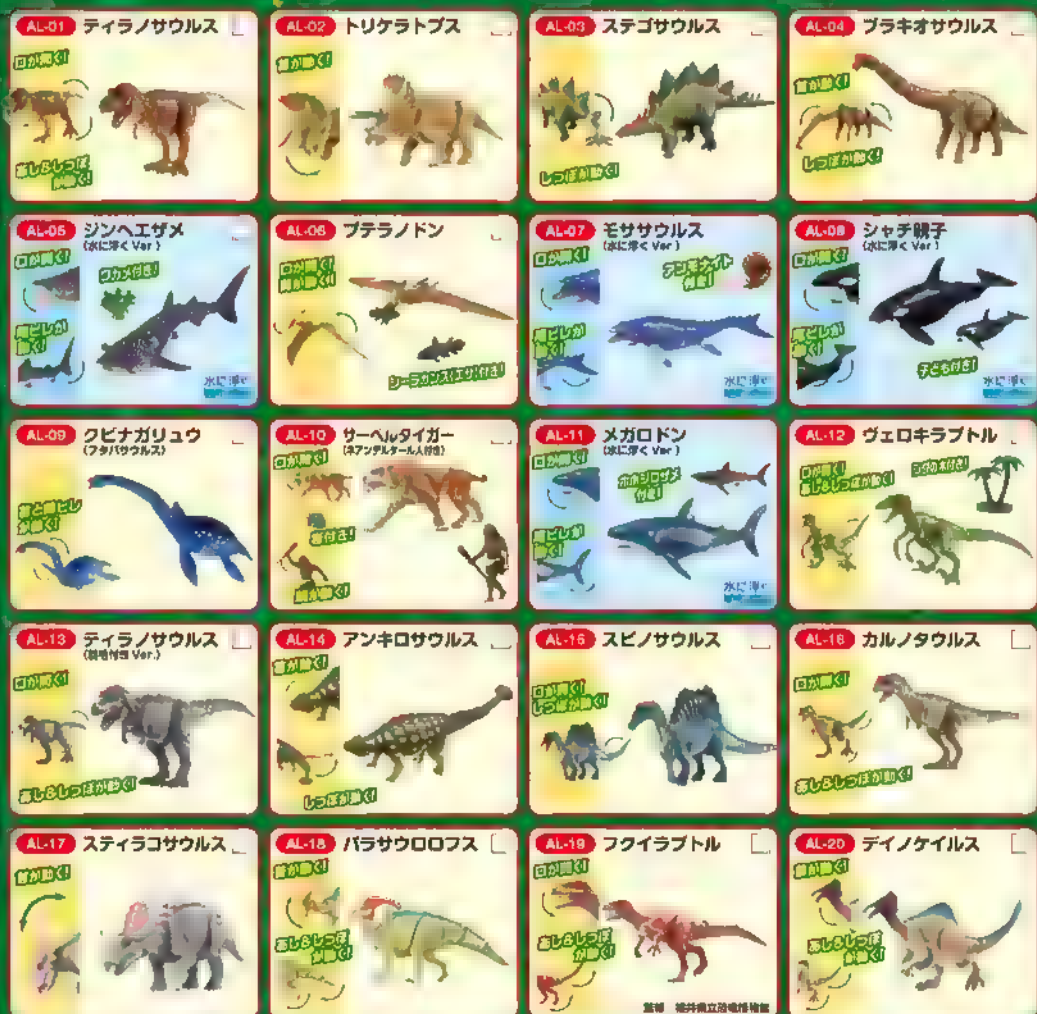 AL-01 ティラノサウルス
口が開く!
あし&しっぽ
が動く!
AL-02 トリケラトプス
首が動く!
AL-03 ステゴサウルス
しっぽが動く!
AL-04 ブラキオサウルス
首が動く!
しっぽが動く!
AL-05 ジンベエザメ
(水に浮くVer)
口が開く!
ワカメ付き!
尾ビレが
動く!
水に浮く
AL-06 プテラノドン
口が開く!
シーラカンス(エサ)付き!
AL-07 モササウルス
(水に浮くVer)
口が開く!
アンモナイト
付き!
尾ビレが
動く!
水に浮く
AL-08 シャチ親子
(水に浮くVer)
口が開く!
尾ビレが
動く!
子ども付き!
水に浮く
AL-09 クビナガリュウ
(フタバサウルス)
首と前ビレ
が動く!
AL-10 サーベルタイガー
(ネアンデルタール人付き)
口が開く!
腕が動く!
AL-11 メガロドン
(水に浮くVer)
口が開く!
ホホジロザメ
付き!
尾ビレが
動く!
水に浮く
AL-12 ヴェロキラプトル
口が開く!
あし&しっぽが動く!
シダの木付き!
AL-13 ティラノサウルス
(羽毛付きVer.)
口が開く!
あし&しっぽが動く!
AL-14 アンキロサウルス
首が動く!
しっぽが動く!
AL-15 スピノサウルス
口が開く!
しっぽが動く!
AL-16 カルノタウルス
口が開く!
あし&しっぽが動く!
AL-17 スティラコサウルス
首が動く!
AL-18 パラサウロロフス
首が動く!
あし&しっぽ
が動く!
AL-19 フクイラプトル
口が開く!
あし&しっぽ
が動く!
監修 福井県立恐竜博物館
AL-20 デイノケイルス
首が動く!
あし&しっぽ
が動く!